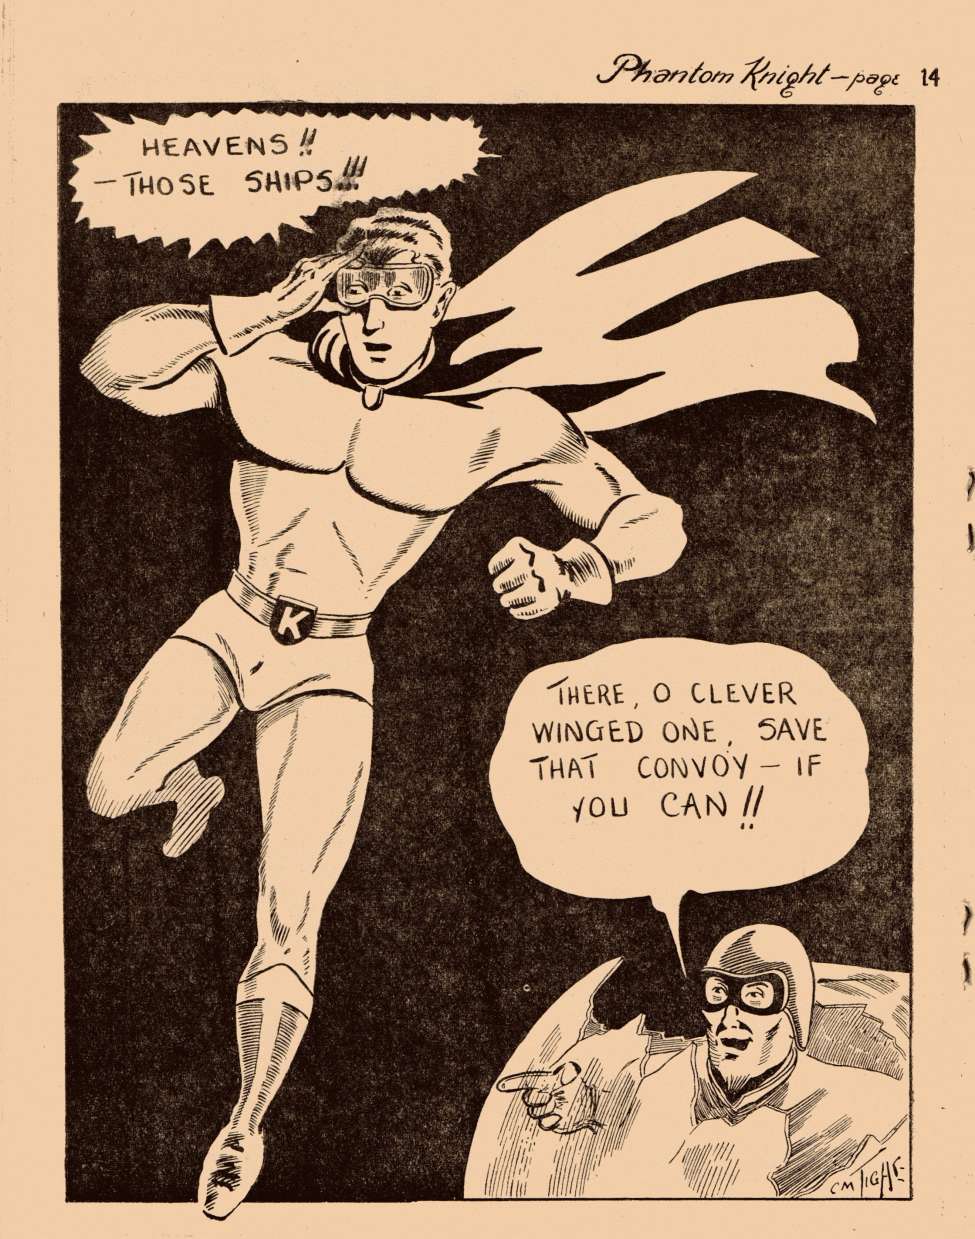 Phantom Knight – page 14
HEAVENS!!
– THOSE SHIPS!!!
K
THERE, O CLEVER
WINGED ONE, SAVE
THAT CONVOY – IF
YOU CAN!!
CM TIGHE